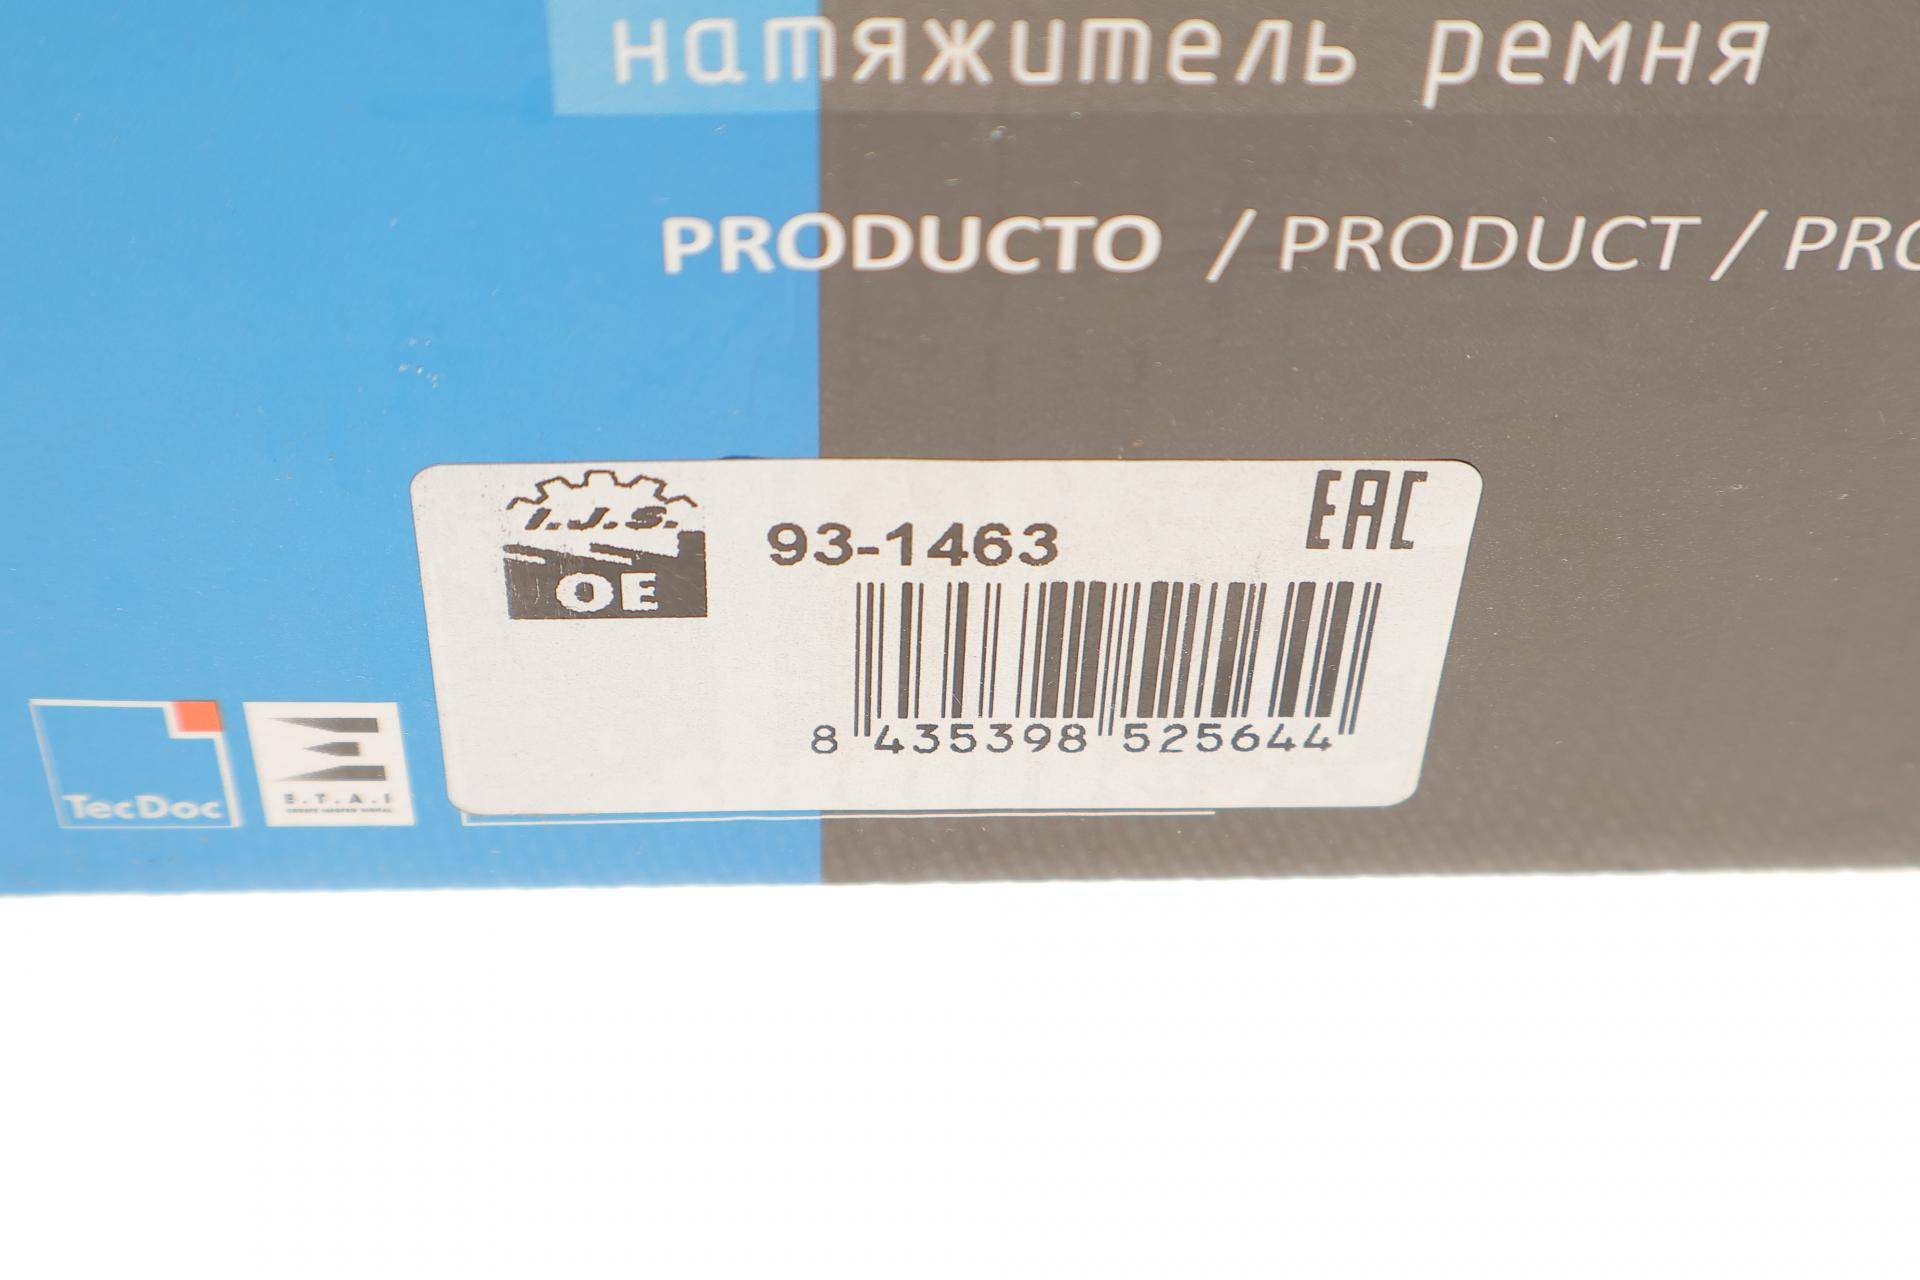 натяжитель ремня
PRODUCTO / PRODUCT / PRO
I.J.S.
OE
93-1463
EAC
8 435398 525644
TecDoc
E.T.A.I